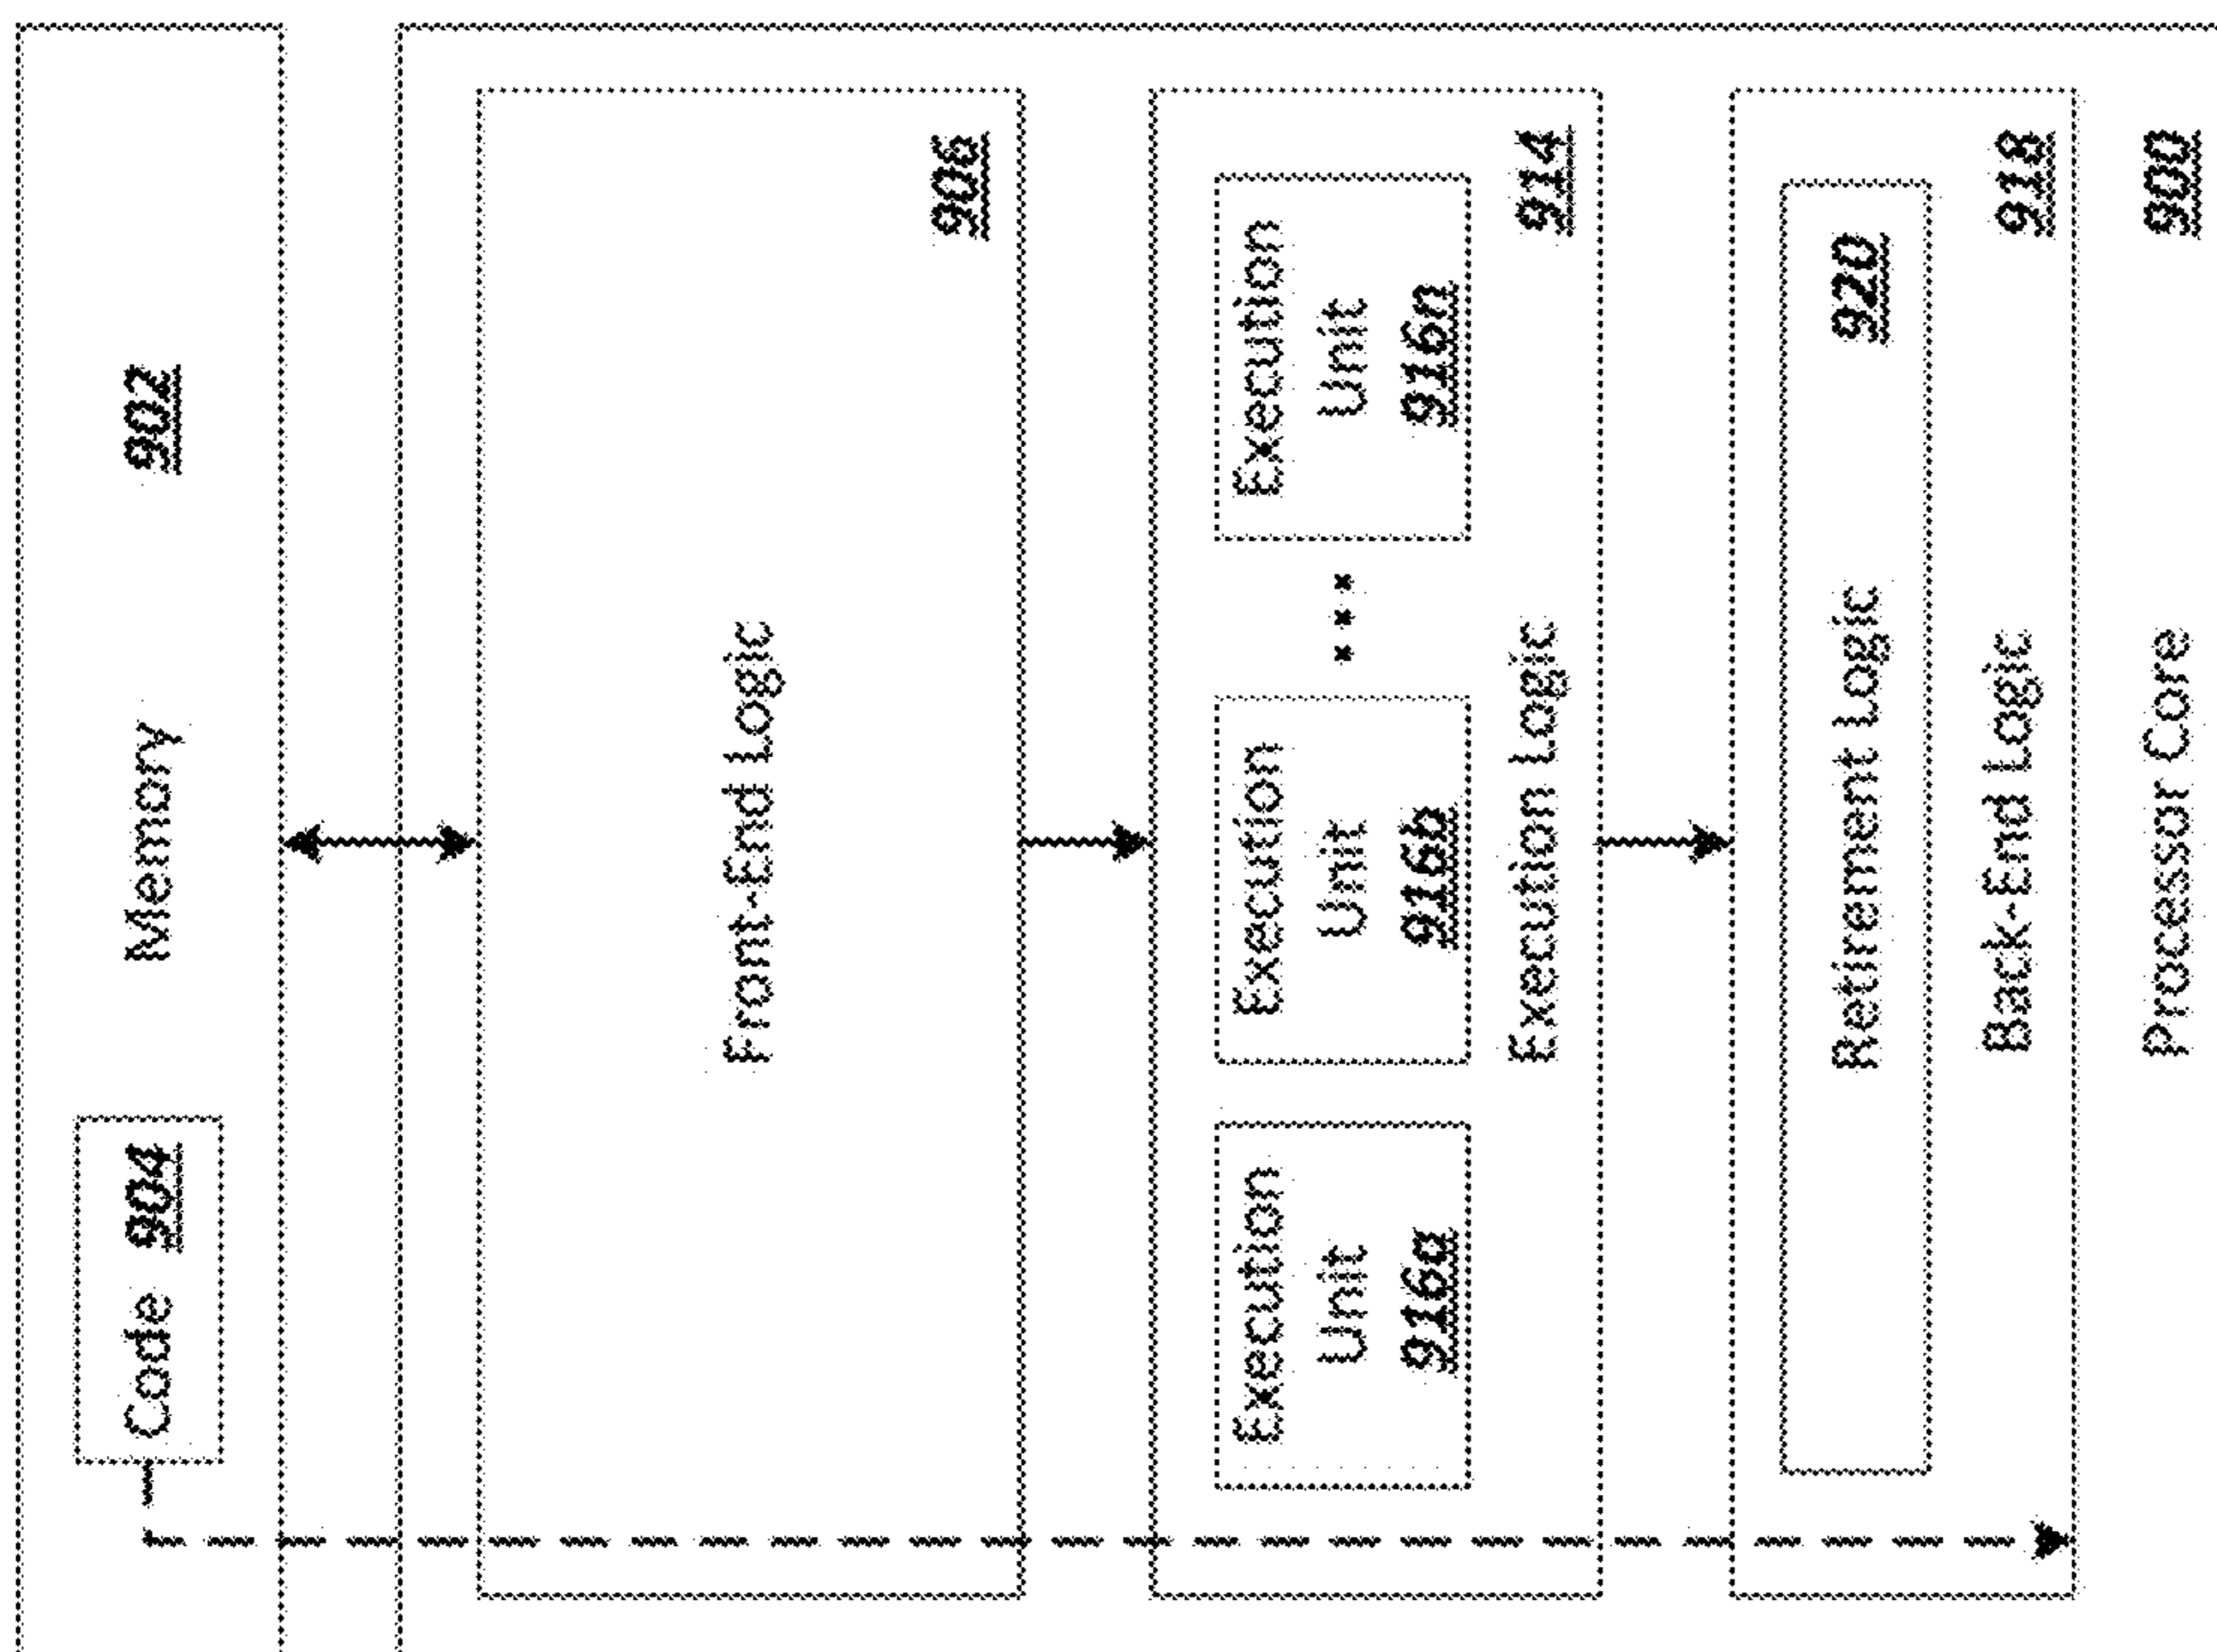 Code 904 Memory 902
Front-End Logic
906
Execution Unit 916a
Execution Unit 916b
Execution Unit 916n
Execution Logic 914
Retirement Logic 920
Back-End Logic 918
Processor Core 900